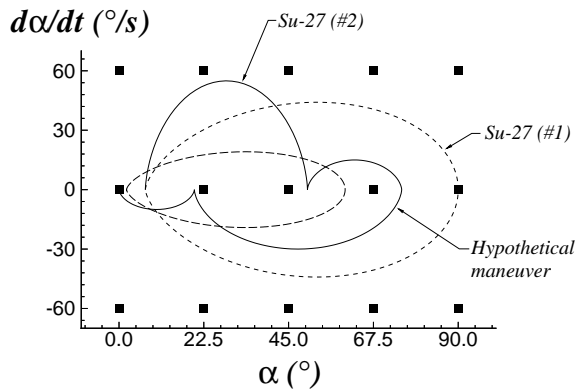 dα/dt (°/s)
Su-27 (#2)
60
30
0
-30
-60
Su-27 (#1)
Hypothetical
maneuver
0.0 22.5 45.0 67.5 90.0
α (°)